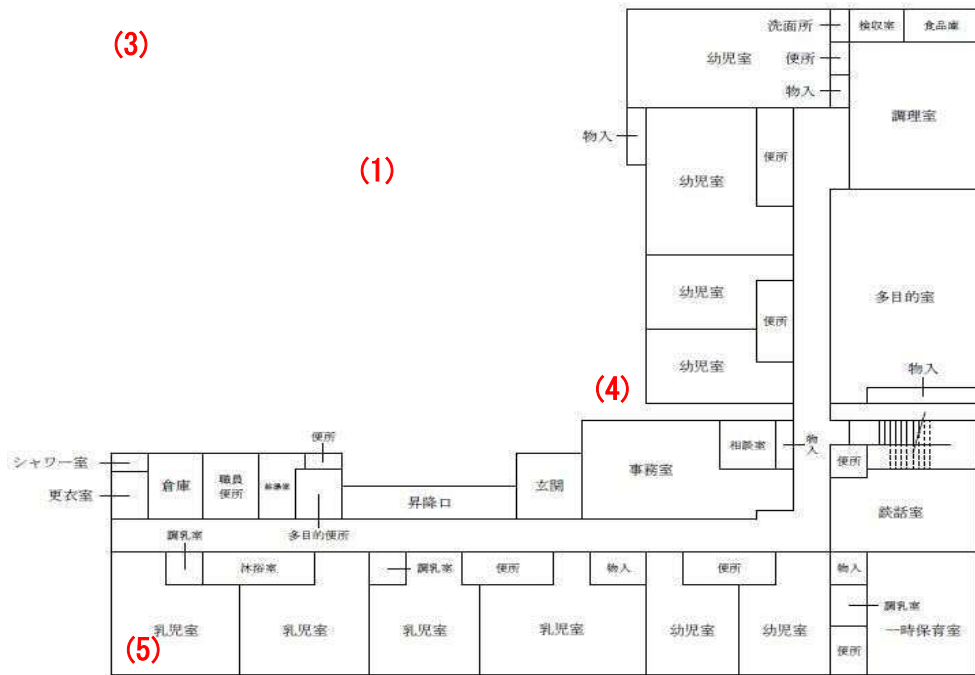 (3)
洗面所
検収室
食品庫
幼児室
便所
物入
調理室
物入
便所
(1)
幼児室
幼児室
便所
多目的室
幼児室
物入
(4)
便所
相談室
物入
便所
シャワー室
事務室
更衣室
倉庫
職員
便所
玄関
昇降口
談話室
調乳室
多目的便所
沐浴室
調乳室
便所
物入
便所
物入
調乳室
乳児室
乳児室
乳児室
乳児室
幼児室
幼児室
一時保育室
(5)
便所